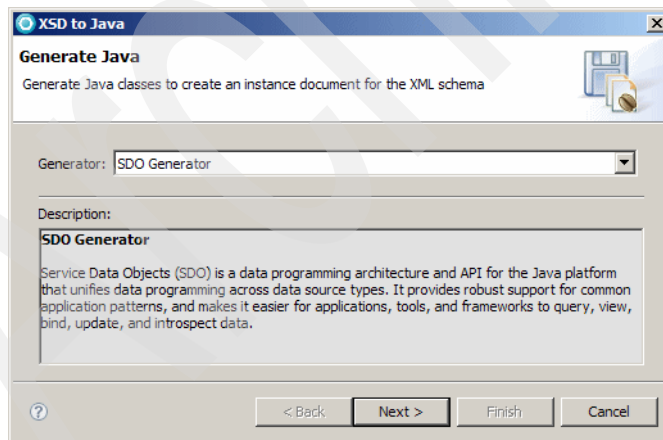 XSD to Java
Generate Java
Generate Java classes to create an instance document for the XML schema
Generator: SDO Generator
Description:
SDO Generator
Service Data Objects (SDO) is a data programming architecture and API for the Java platform
that unifies data programming across data source types. It provides robust support for common
application patterns, and makes it easier for applications, tools, and frameworks to query, view,
bind, update, and introspect data.
? < Back Next > Finish Cancel